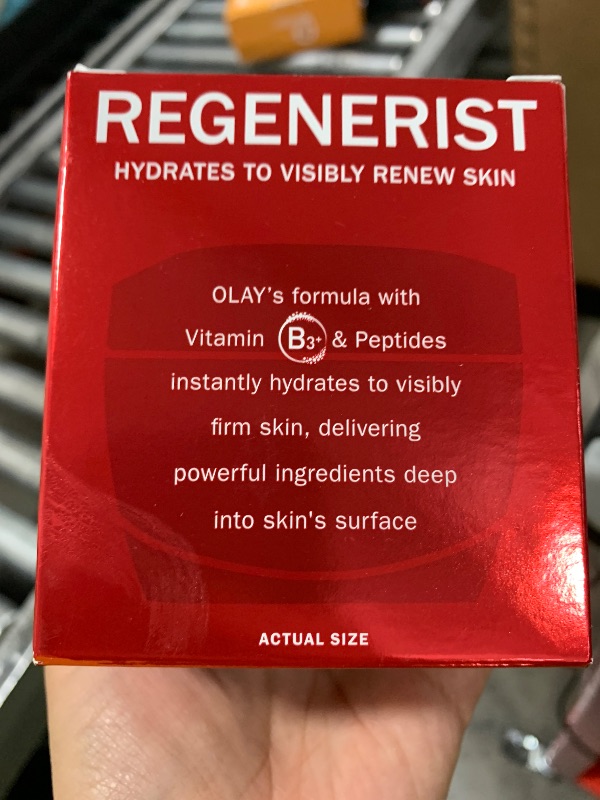 REGENERIST
HYDRATES TO VISIBLY RENEW SKIN
OLAY's formula with
Vitamin B3+ & Peptides
instantly hydrates to visibly
firm skin, delivering
powerful ingredients deep
into skin's surface
ACTUAL SIZE